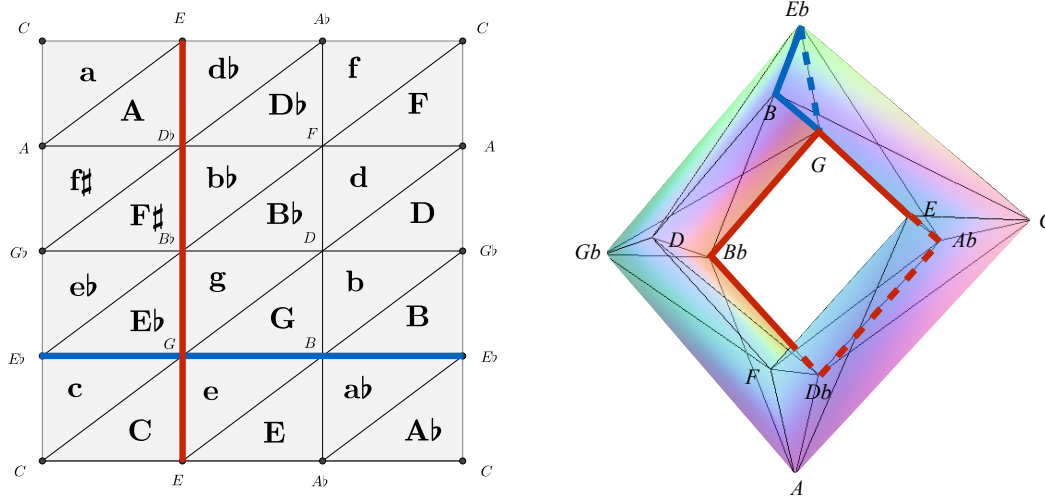 C E A♭ C
a d♭ f
A D♭ F
A D♭ F A
f♯ b♭ d
F♯ B♭ D
G♭ B♭ D G♭
e♭ g b
E♭ G B
E♭ G B E♭
c e a♭
C E A♭
C E A♭ C
Eb
B
G
E
D Ab
Gb Bb
F
Db
A